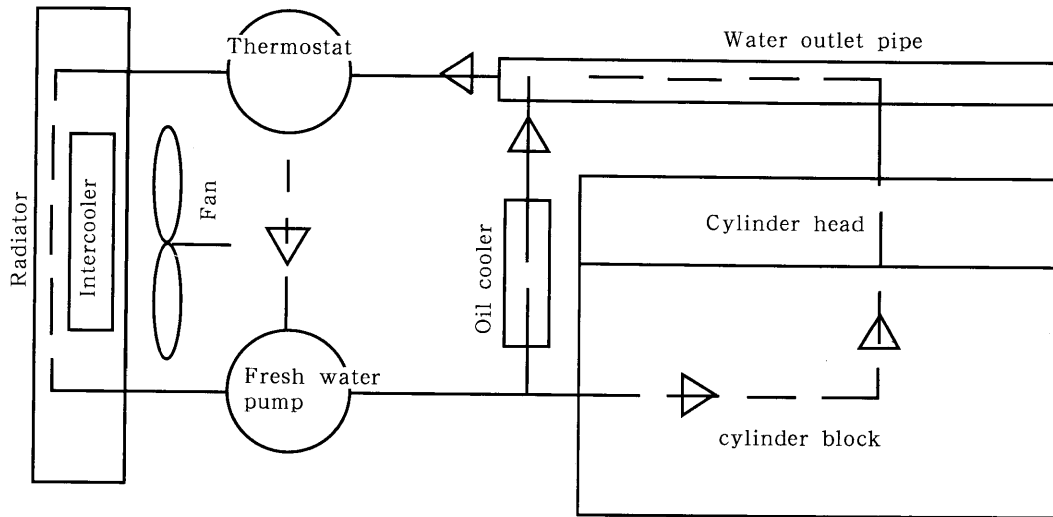 Thermostat
Water outlet pipe
Radiator
Intercooler
Fan
Oil cooler
Cylinder head
Fresh water
pump
cylinder block